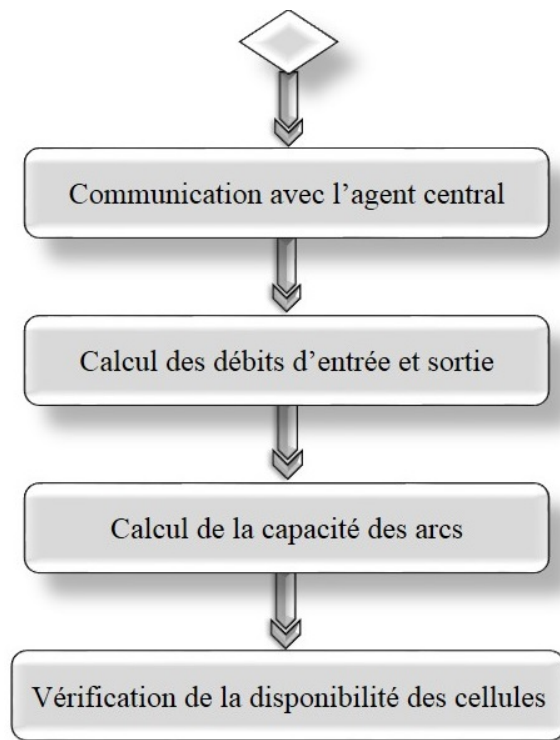 Communication avec l’agent central
Calcul des débits d’entrée et sortie
Calcul de la capacité des arcs
Vérification de la disponibilité des cellules